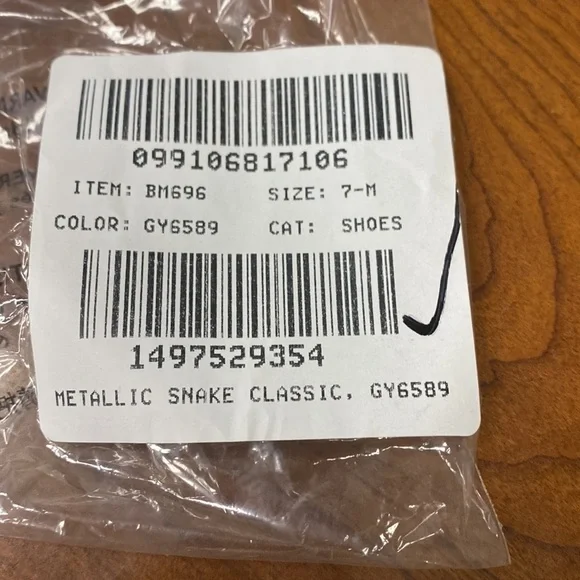 099106817106
ITEM: BM696 SIZE: 7-M
COLOR: GY6589 CAT: SHOES
1497529354
METALLIC SNAKE CLASSIC, GY6589